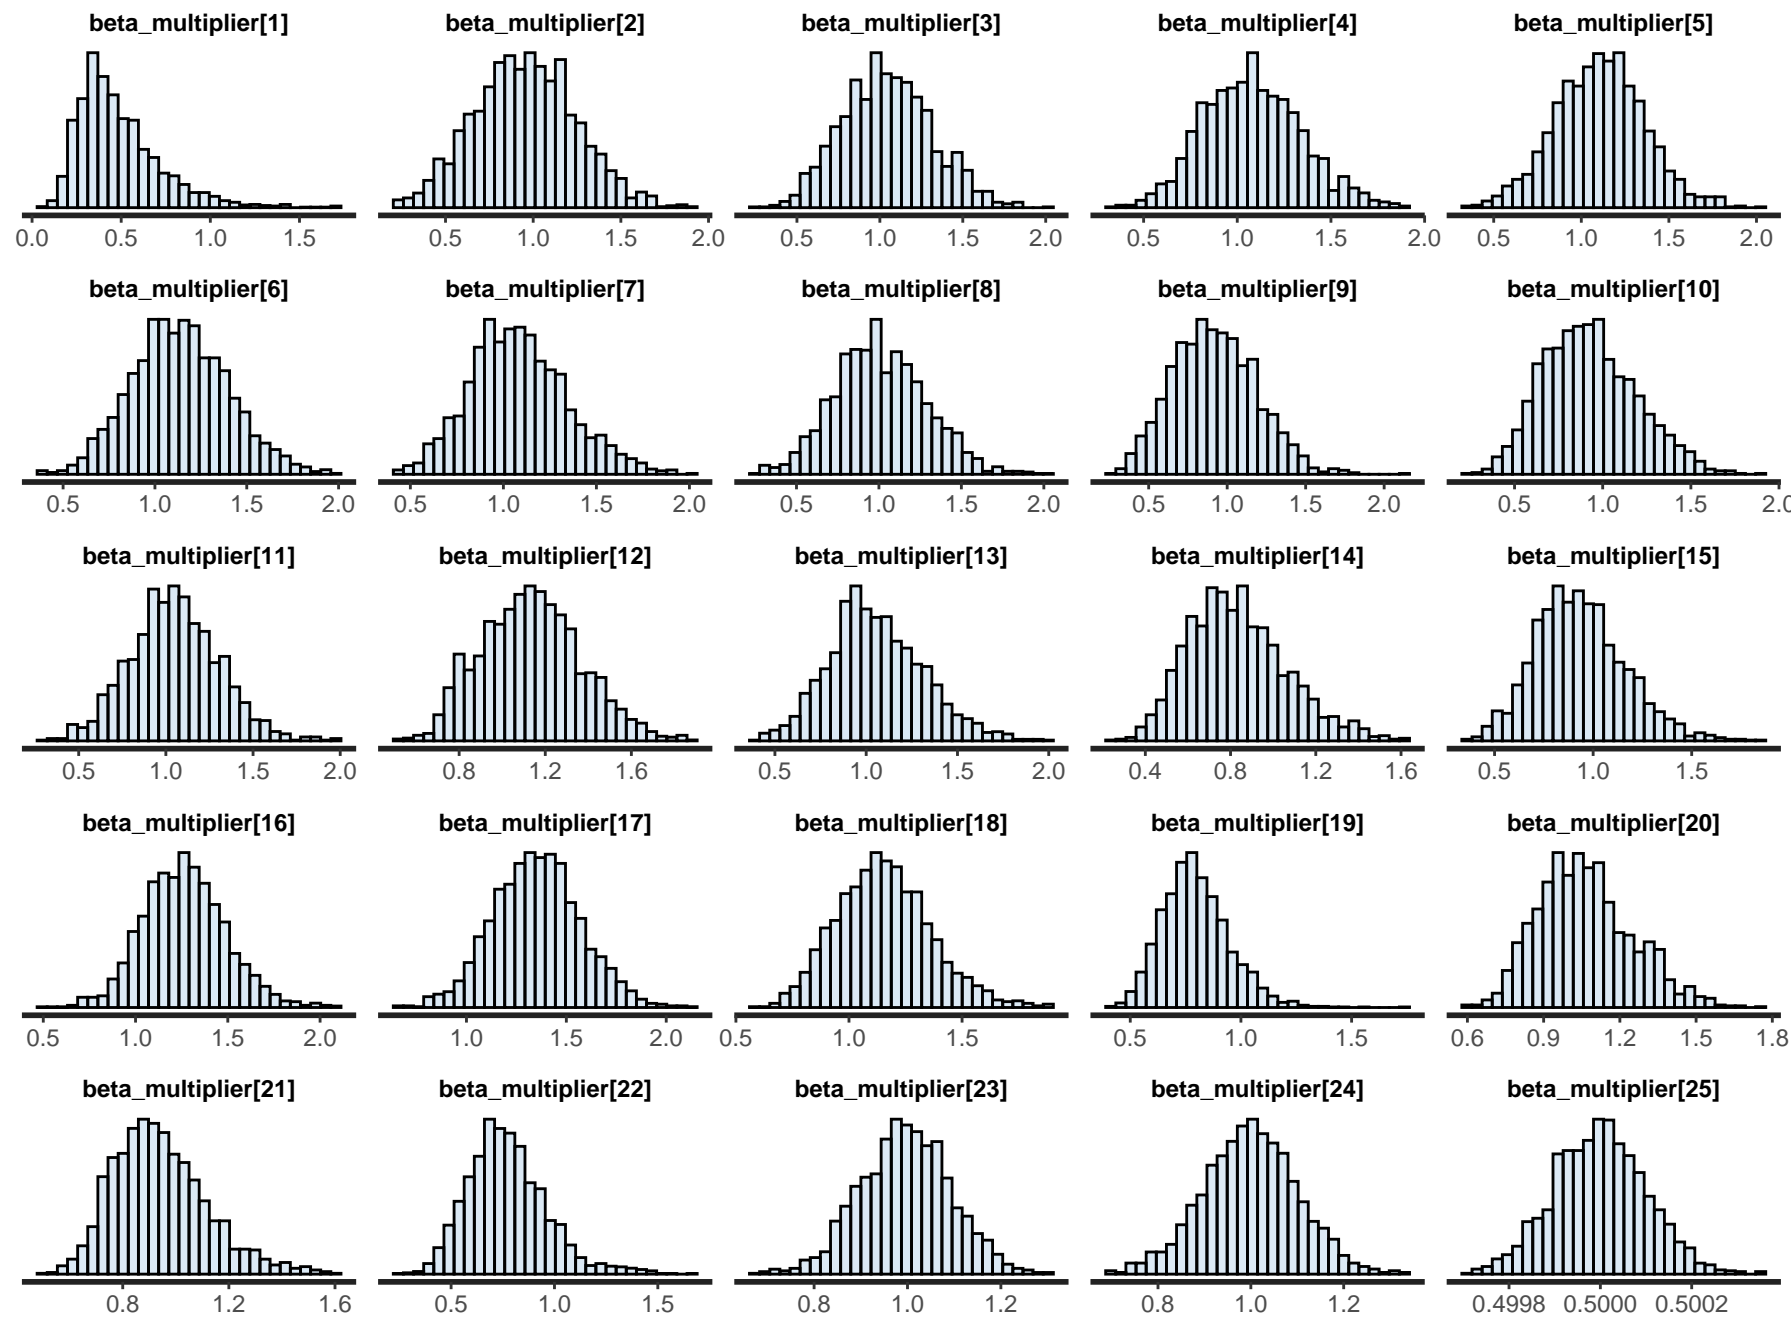 beta_multiplier[1] beta_multiplier[2] beta_multiplier[3] beta_multiplier[4] beta_multiplier[5]
0.0 0.5 1.0 1.5 0.5 1.0 1.5 2.0 0.5 1.0 1.5 2.0 0.5 1.0 1.5 2.0 0.5 1.0 1.5 2.0
beta_multiplier[6] beta_multiplier[7] beta_multiplier[8] beta_multiplier[9] beta_multiplier[10]
0.5 1.0 1.5 2.0 0.5 1.0 1.5 2.0 0.5 1.0 1.5 2.0 0.5 1.0 1.5 2.0 0.5 1.0 1.5 2.0
beta_multiplier[11] beta_multiplier[12] beta_multiplier[13] beta_multiplier[14] beta_multiplier[15]
0.5 1.0 1.5 2.0 0.8 1.2 1.6 0.5 1.0 1.5 2.0 0.4 0.8 1.2 1.6 0.5 1.0 1.5
beta_multiplier[16] beta_multiplier[17] beta_multiplier[18] beta_multiplier[19] beta_multiplier[20]
0.5 1.0 1.5 2.0 1.0 1.5 2.0 0.5 1.0 1.5 0.5 1.0 1.5 0.6 0.9 1.2 1.5 1.8
beta_multiplier[21] beta_multiplier[22] beta_multiplier[23] beta_multiplier[24] beta_multiplier[25]
0.8 1.2 1.6 0.5 1.0 1.5 0.8 1.0 1.2 0.8 1.0 1.2 0.4998 0.5000 0.5002